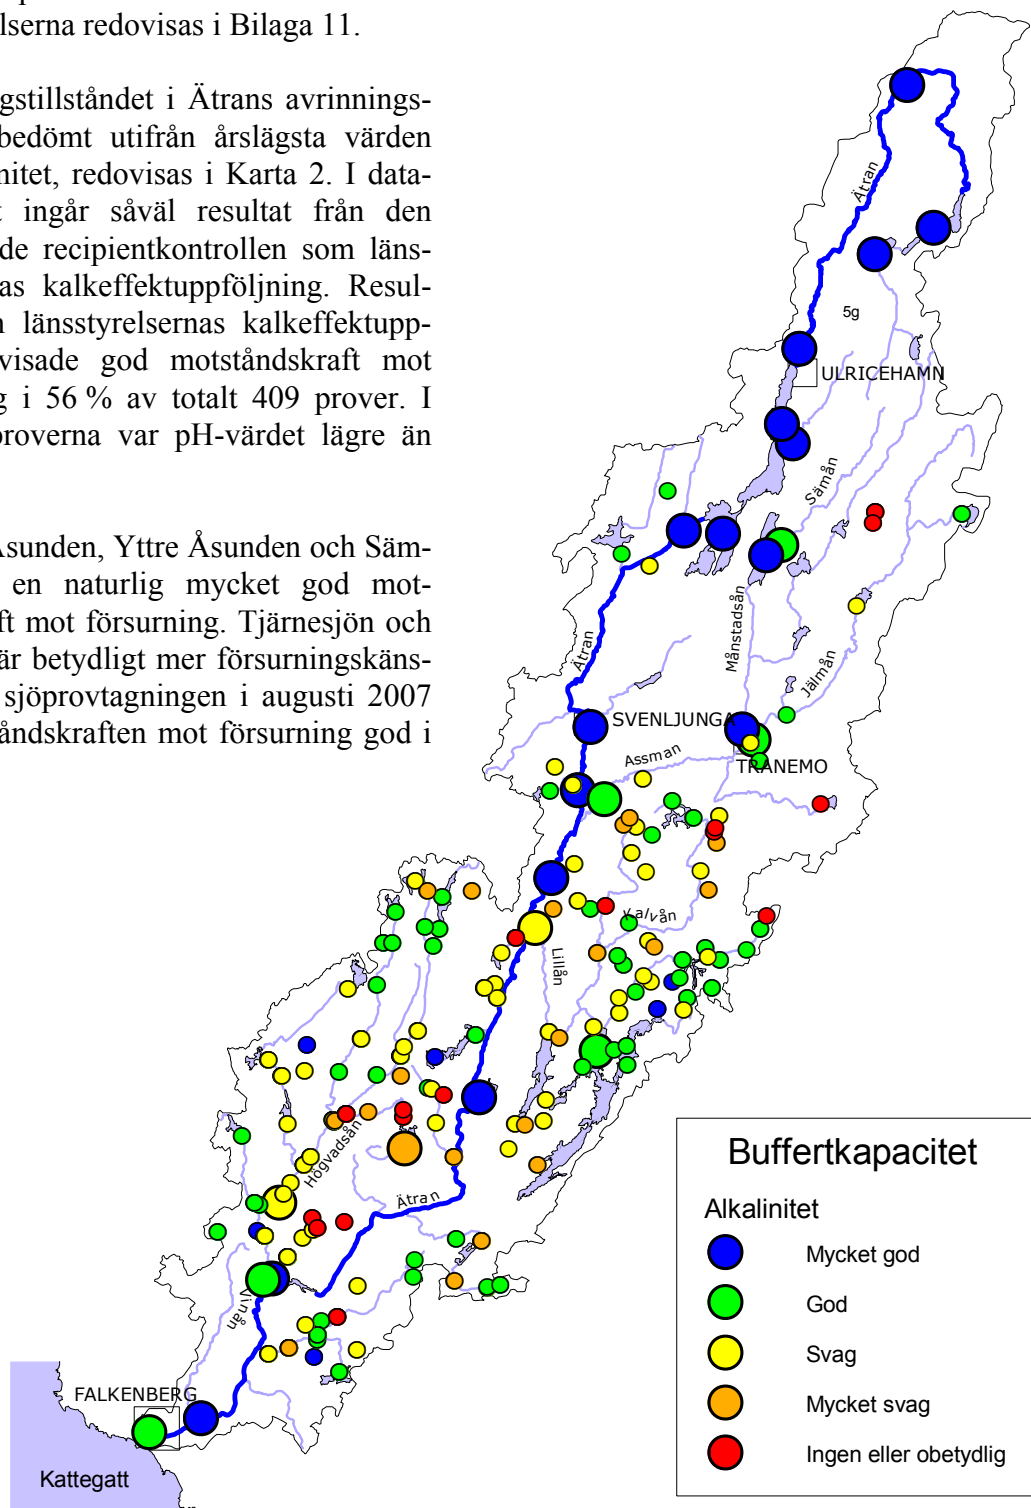 elserna redovisas i Bilaga 11.
gstillståndet i Ätrans avrinnings-
bedömt utifrån årslägsta värden
nitet, redovisas i Karta 2. I data-
t ingår såväl resultat från den
de recipientkontrollen som läns-
as kalkeffektuppföljning. Resul-
n länsstyrelsernas kalkeffektupp-
visade god motståndskraft mot
g i 56 % av totalt 409 prover. I
proverna var pH-värdet lägre än
Åsunden, Yttre Åsunden och Säm-
en naturlig mycket god mot-
ft mot försurning. Tjärnesjön och
är betydligt mer försurningskäns-
sjöprovtagningen i augusti 2007
åndskraften mot försurning god i
Ätran
5g
ULRICEHAMN
Sämån
Månstadsån
Ätran
Jälmån
SVENLJUNGA
Assman
TRANEMO
Kalvån
Lillån
Högvadsån
Ätran
Vinån
FALKENBERG
Kattegatt
Buffertkapacitet
Alkalinitet
Mycket god
God
Svag
Mycket svag
Ingen eller obetydlig